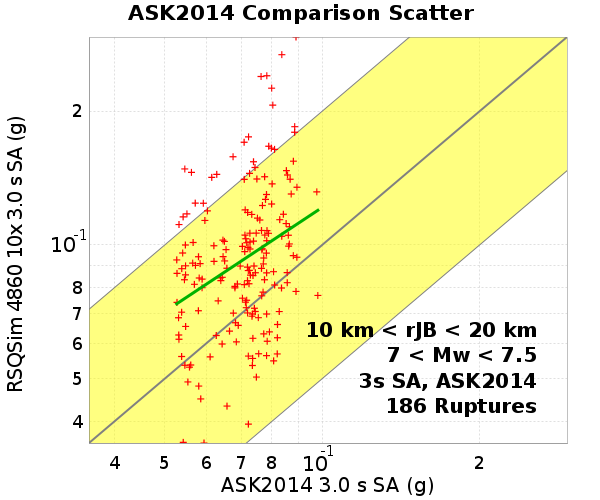 ASK2014 Comparison Scatter
RSQSim 4860 10x 3.0 s SA (g)
2
10-1
8
7
6
5
4
10 km < rJB < 20 km
7 < Mw < 7.5
3s SA, ASK2014
186 Ruptures
4 5 6 7 8 10-1 2
ASK2014 3.0 s SA (g)